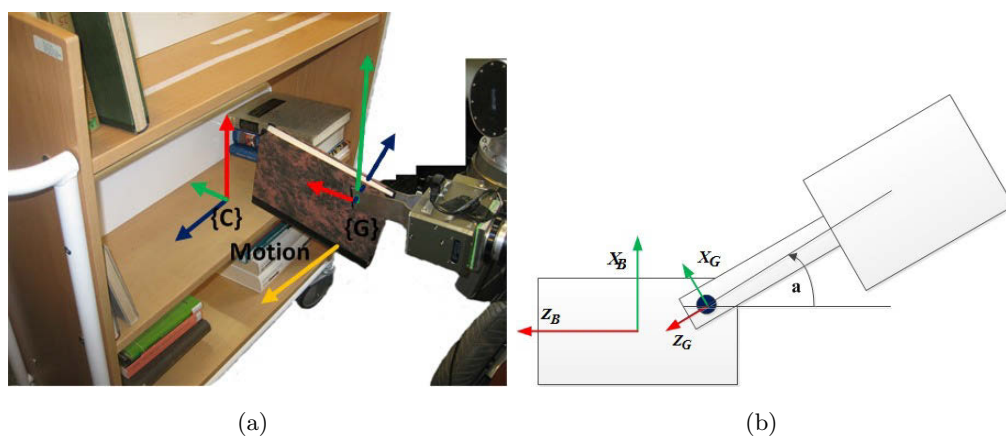 {C}
{G}
Motion
X_B
X_G
a
Z_B
Z_G
(a)
(b)